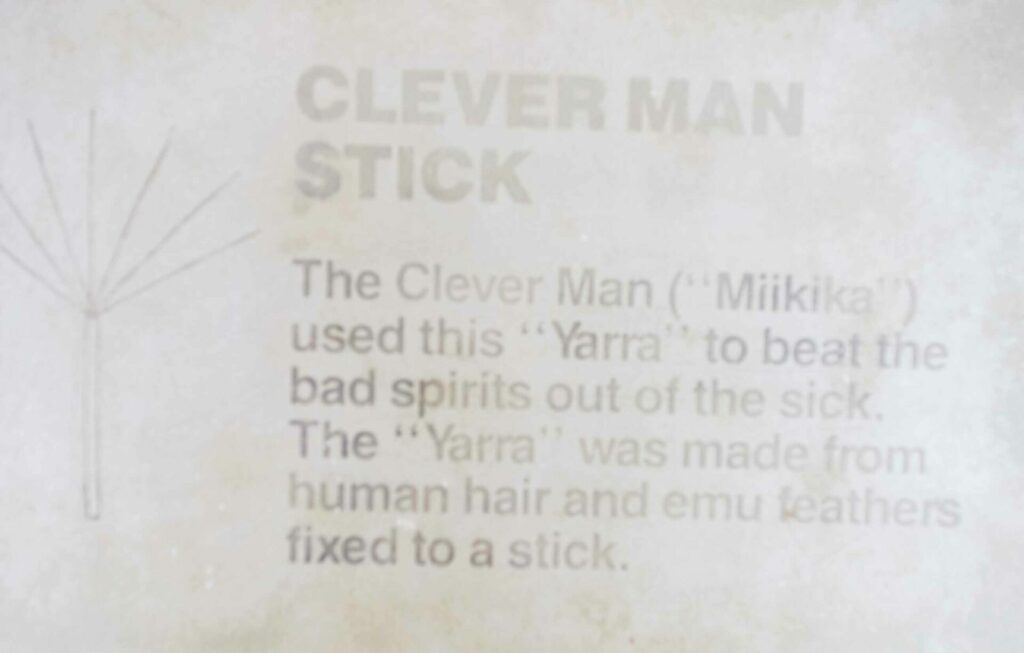 CLEVER MAN
STICK
The Clever Man (“Miikika”)
used this “Yarra” to beat the
bad spirits out of the sick.
The “Yarra” was made from
human hair and emu feathers
fixed to a stick.